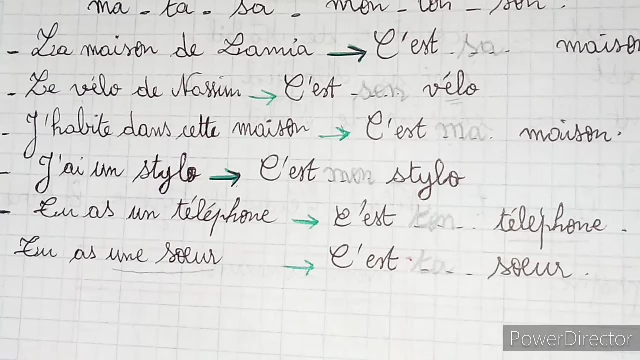 ma - ta - sa - mon - ton - son.
- La maison de Lamia → C'est sa maison
- Le vélo de Nassim → C'est son vélo
- J'habite dans cette maison → C'est ma maison.
- J'ai un stylo → C'est mon stylo
- Tu as un téléphone → C'est ton téléphone.
Tu as une soeur → C'est ta soeur.
PowerDirector